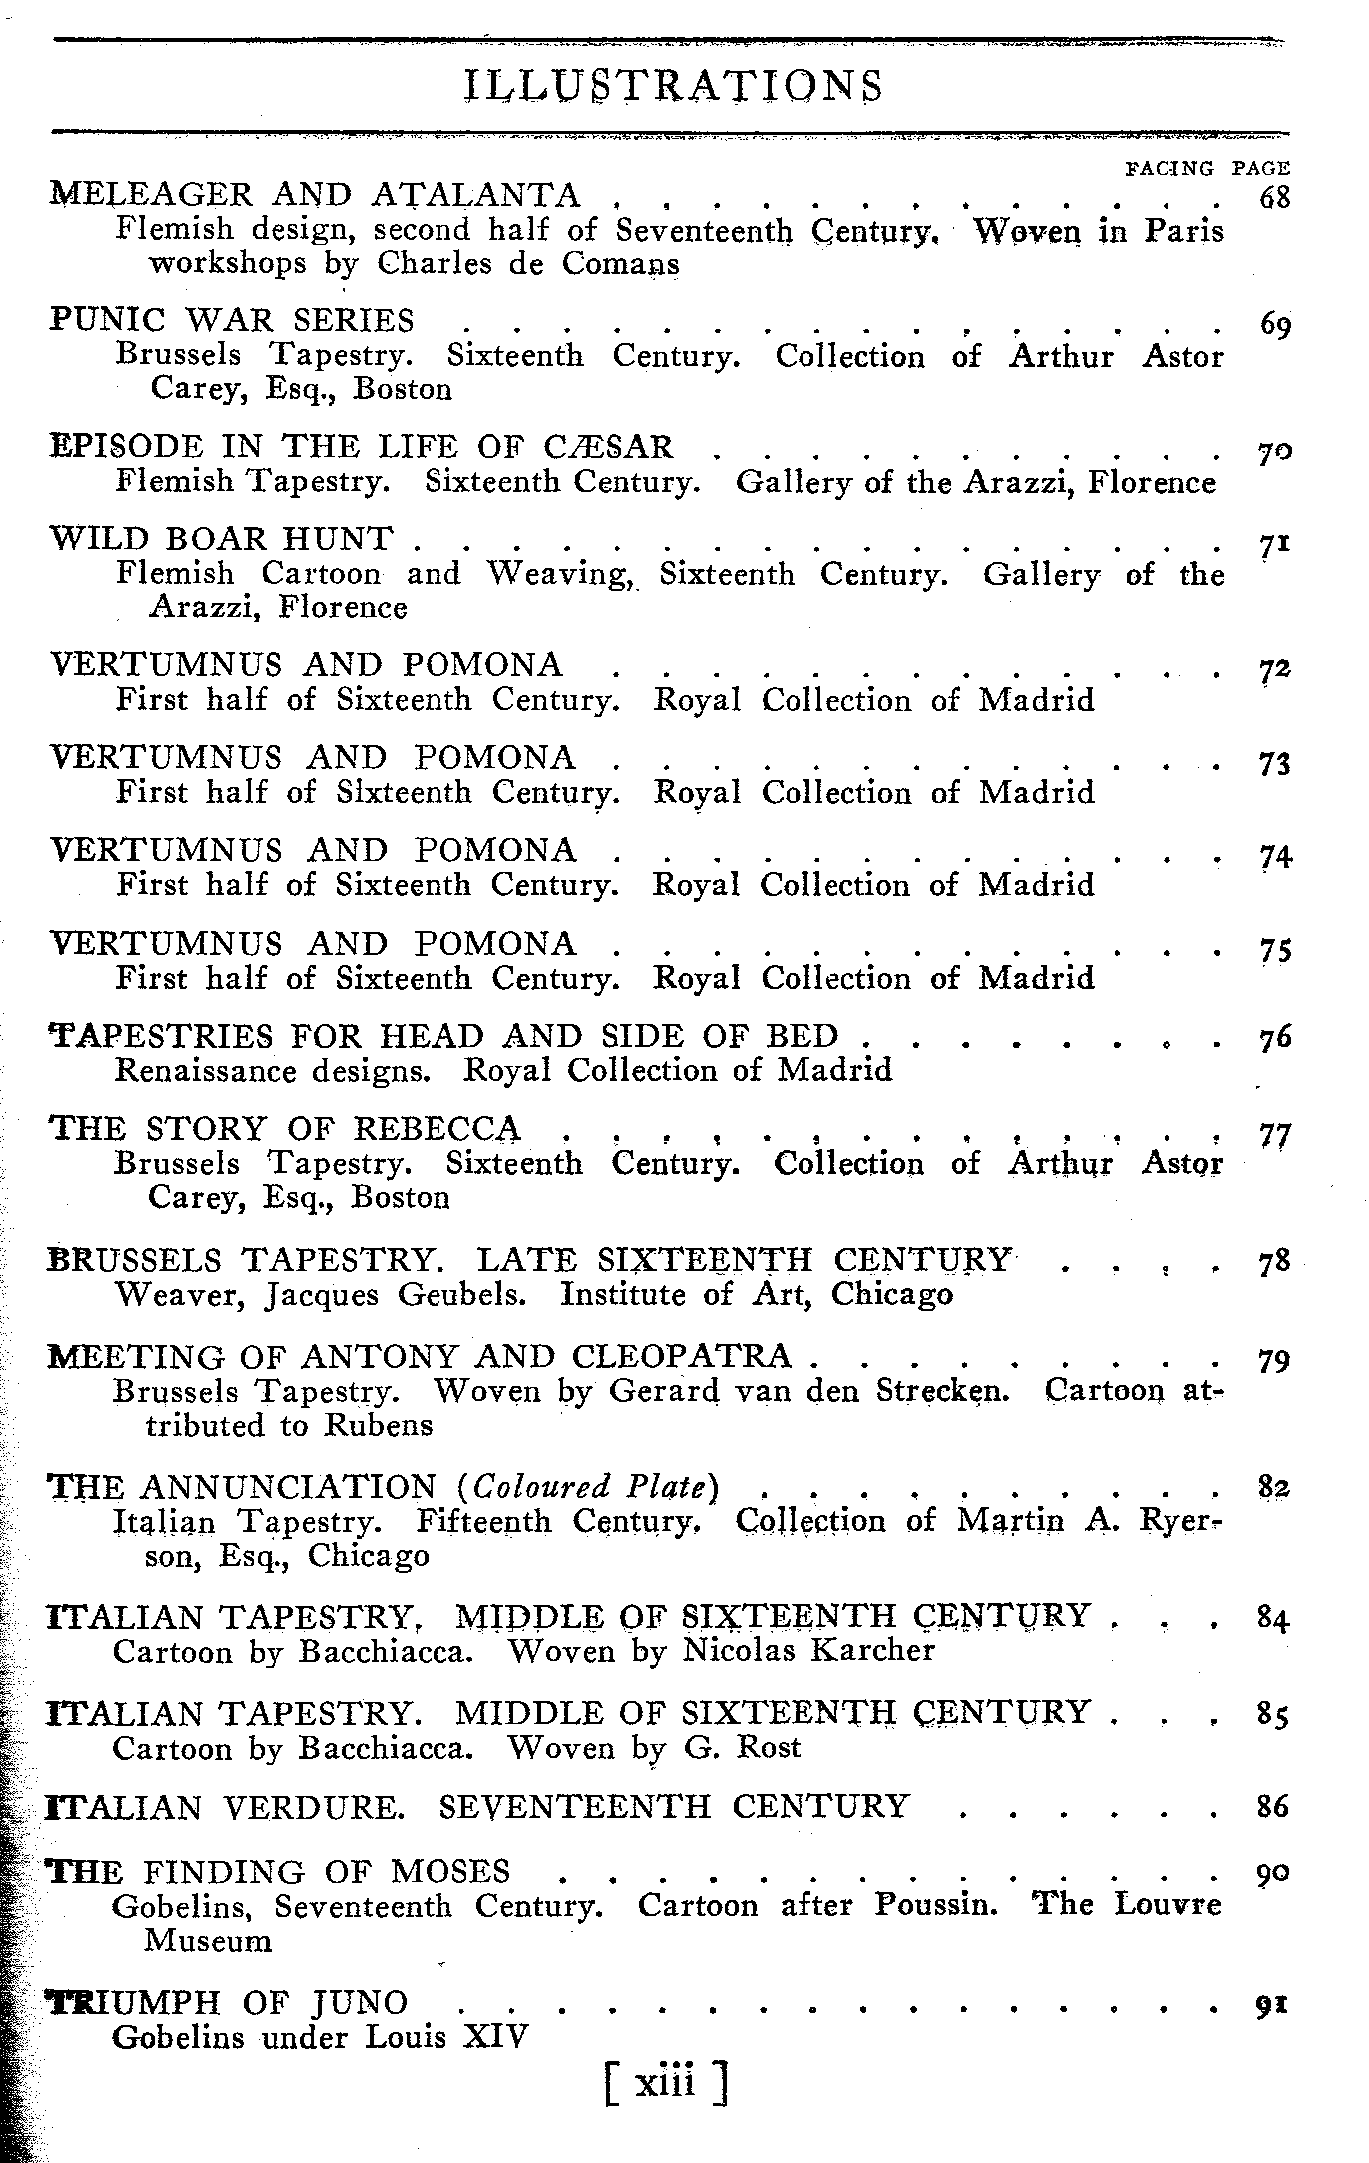 ILLUSTRATIONS
FACING PAGE
MELEAGER AND ATALANTA . . . . . . . . . . . . . 68
Flemish design, second half of Seventeenth Century. Woven in Paris
workshops by Charles de Comans
PUNIC WAR SERIES . . . . . . . . . . . . . . . . 69
Brussels Tapestry. Sixteenth Century. Collection of Arthur Astor
Carey, Esq., Boston
EPISODE IN THE LIFE OF CÆSAR . . . . . . . . . . . 70
Flemish Tapestry. Sixteenth Century. Gallery of the Arazzi, Florence
WILD BOAR HUNT . . . . . . . . . . . . . . . . . 71
Flemish Cartoon and Weaving, Sixteenth Century. Gallery of the
Arazzi, Florence
VERTUMNUS AND POMONA . . . . . . . . . . . . . 72
First half of Sixteenth Century. Royal Collection of Madrid
VERTUMNUS AND POMONA . . . . . . . . . . . . . 73
First half of Sixteenth Century. Royal Collection of Madrid
VERTUMNUS AND POMONA . . . . . . . . . . . . . 74
First half of Sixteenth Century. Royal Collection of Madrid
VERTUMNUS AND POMONA . . . . . . . . . . . . . 75
First half of Sixteenth Century. Royal Collection of Madrid
TAPESTRIES FOR HEAD AND SIDE OF BED . . . . . . . . 76
Renaissance designs. Royal Collection of Madrid
THE STORY OF REBECCA . . . . . . . . . . . . . . 77
Brussels Tapestry. Sixteenth Century. Collection of Arthur Astor
Carey, Esq., Boston
BRUSSELS TAPESTRY. LATE SIXTEENTH CENTURY . . . . 78
Weaver, Jacques Geubels. Institute of Art, Chicago
MEETING OF ANTONY AND CLEOPATRA . . . . . . . . . 79
Brussels Tapestry. Woven by Gerard van den Strecken. Cartoon at-
tributed to Rubens
THE ANNUNCIATION (Coloured Plate) . . . . . . . . . . 82
Italian Tapestry. Fifteenth Century. Collection of Martin A. Ryer-
son, Esq., Chicago
ITALIAN TAPESTRY. MIDDLE OF SIXTEENTH CENTURY . . . 84
Cartoon by Bacchiacca. Woven by Nicolas Karcher
ITALIAN TAPESTRY. MIDDLE OF SIXTEENTH CENTURY . . . 85
Cartoon by Bacchiacca. Woven by G. Rost
ITALIAN VERDURE. SEVENTEENTH CENTURY . . . . . . 86
THE FINDING OF MOSES . . . . . . . . . . . . . . 90
Gobelins, Seventeenth Century. Cartoon after Poussin. The Louvre
Museum
TRIUMPH OF JUNO . . . . . . . . . . . . . . . . 91
Gobelins under Louis XIV
[ xiii ]